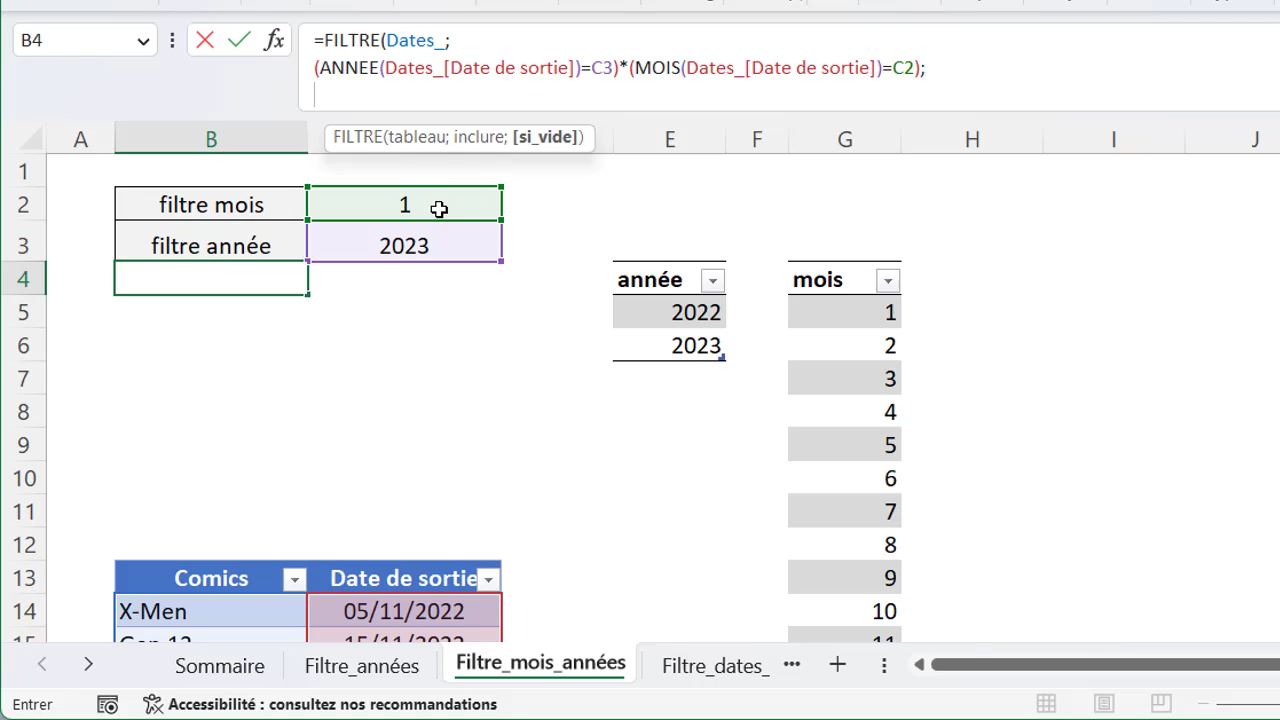 B4
fx
=FILTRE(Dates_;
(ANNEE(Dates_[Date de sortie])=C3)*(MOIS(Dates_[Date de sortie])=C2);
FILTRE(tableau; inclure; [si_vide])
A B E F G H I J
1
2 filtre mois 1
3 filtre année 2023
4 année mois
5 2022 1
6 2023 2
7 3
8 4
9 5
10 6
11 7
12 8
13 Comics Date de sortie 9
14 X-Men 05/11/2022 10
Sommaire Filtre_années Filtre_mois_années Filtre_dates_ ...
Entrer Accessibilité : consultez nos recommandations